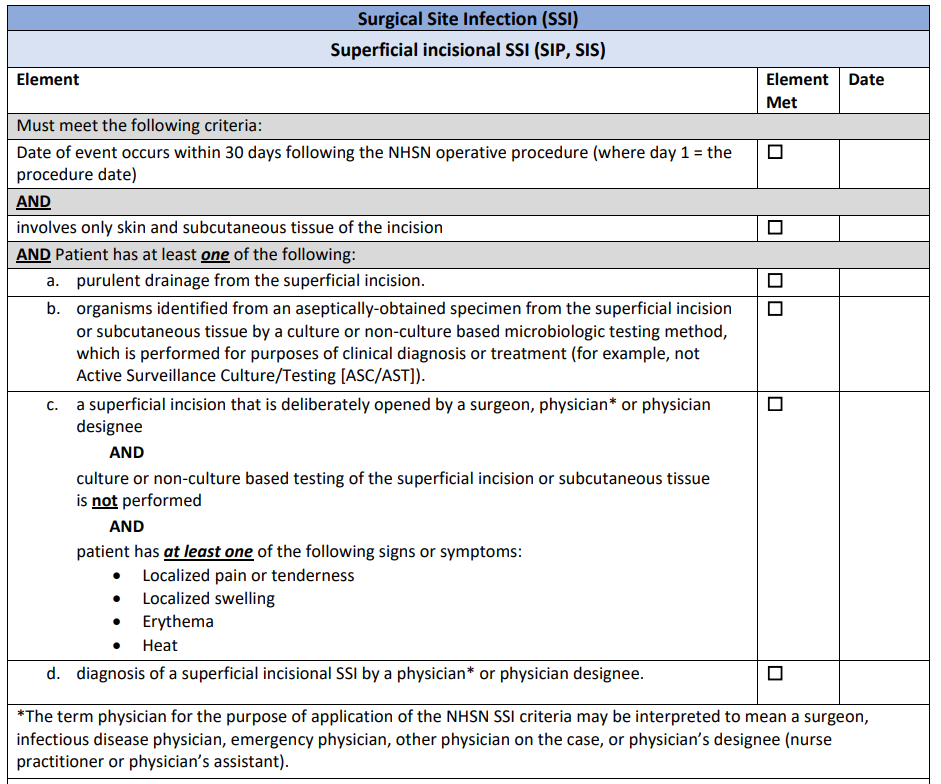 Surgical Site Infection (SSI)
Superficial incisional SSI (SIP, SIS)
Element
Element
Met
Date
Must meet the following criteria:
Date of event occurs within 30 days following the NHSN operative procedure (where day 1 = the
procedure date)
AND
involves only skin and subcutaneous tissue of the incision
AND Patient has at least one of the following:
a. purulent drainage from the superficial incision.
b. organisms identified from an aseptically-obtained specimen from the superficial incision
or subcutaneous tissue by a culture or non-culture based microbiologic testing method,
which is performed for purposes of clinical diagnosis or treatment (for example, not
Active Surveillance Culture/Testing [ASC/AST]).
c. a superficial incision that is deliberately opened by a surgeon, physician* or physician
designee
AND
culture or non-culture based testing of the superficial incision or subcutaneous tissue
is not performed
AND
patient has at least one of the following signs or symptoms:
• Localized pain or tenderness
• Localized swelling
• Erythema
• Heat
d. diagnosis of a superficial incisional SSI by a physician* or physician designee.
*The term physician for the purpose of application of the NHSN SSI criteria may be interpreted to mean a surgeon,
infectious disease physician, emergency physician, other physician on the case, or physician’s designee (nurse
practitioner or physician’s assistant).